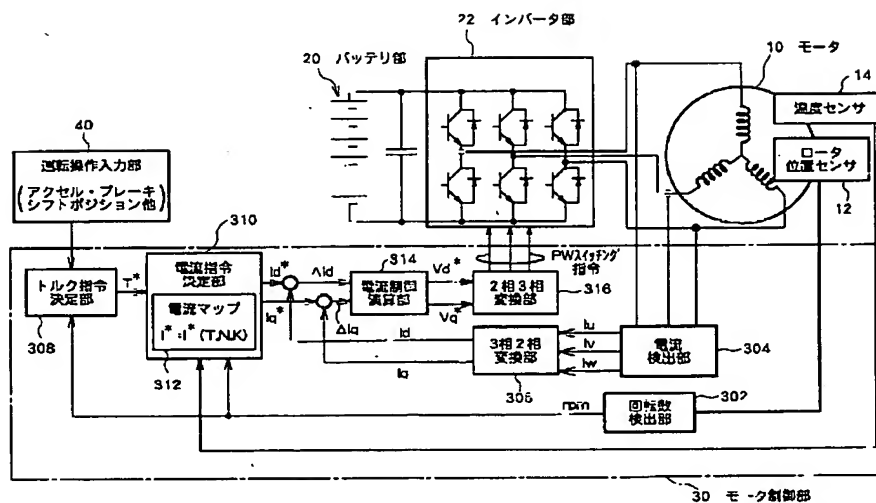 22 インバータ部
20 バッテリ部
10 モータ
14
温度センサ
ロータ
位置センサ
12
40
運転操作入力部
(アクセル・ブレーキ
シフトポジション他)
310
トルク指令
決定部
308
T*
電流指令
決定部
電流マップ
I*=I*(T,N,K)
312
Id*
Iq*
Δid
ΔIq
314
電流制御
演算部
Vd*
Vq*
PWスイッチング
指令
2相3相
変換部
316
Id
Iq
3相2相
変換部
306
Iu
Iv
Iw
電流
検出部
304
rpm
回転数
検出部
302
30 モータ制御部